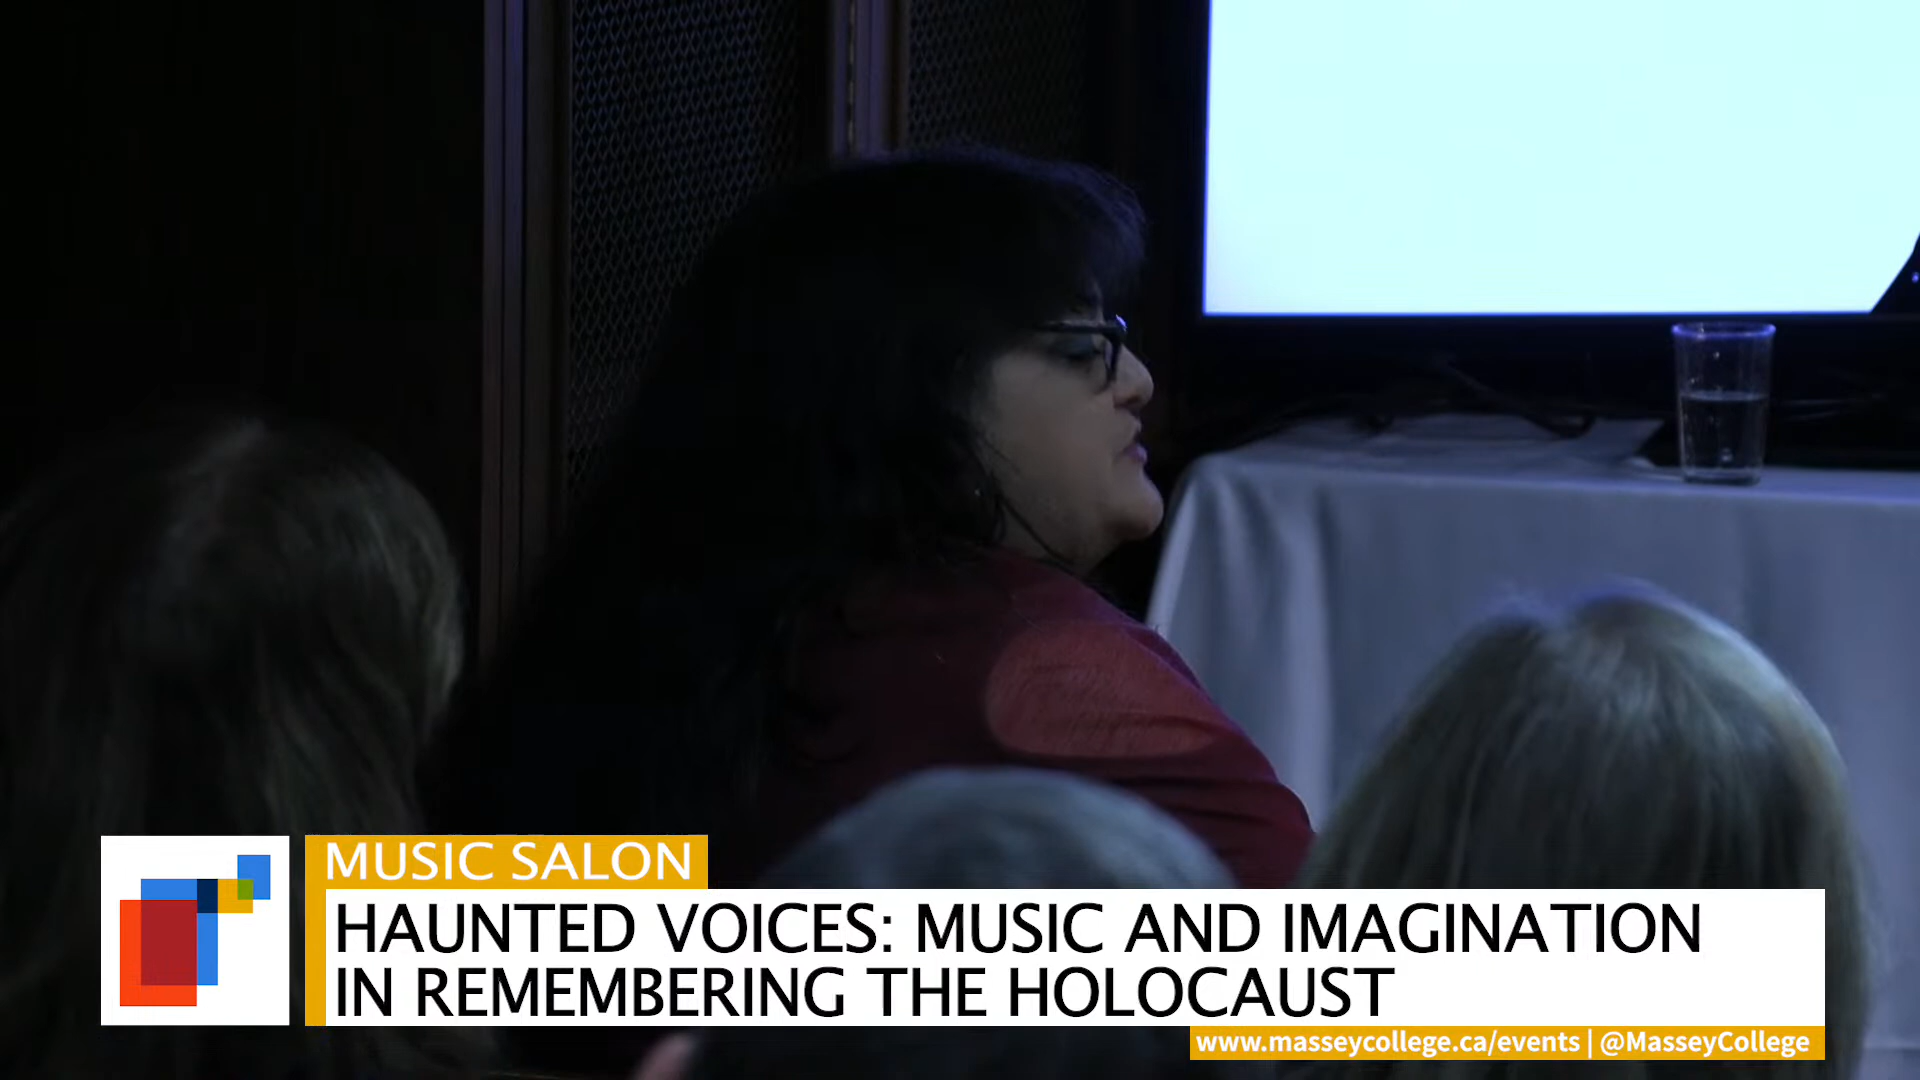 MUSIC SALON
HAUNTED VOICES: MUSIC AND IMAGINATION
IN REMEMBERING THE HOLOCAUST
www.masseycollege.ca/events | @MasseyCollege